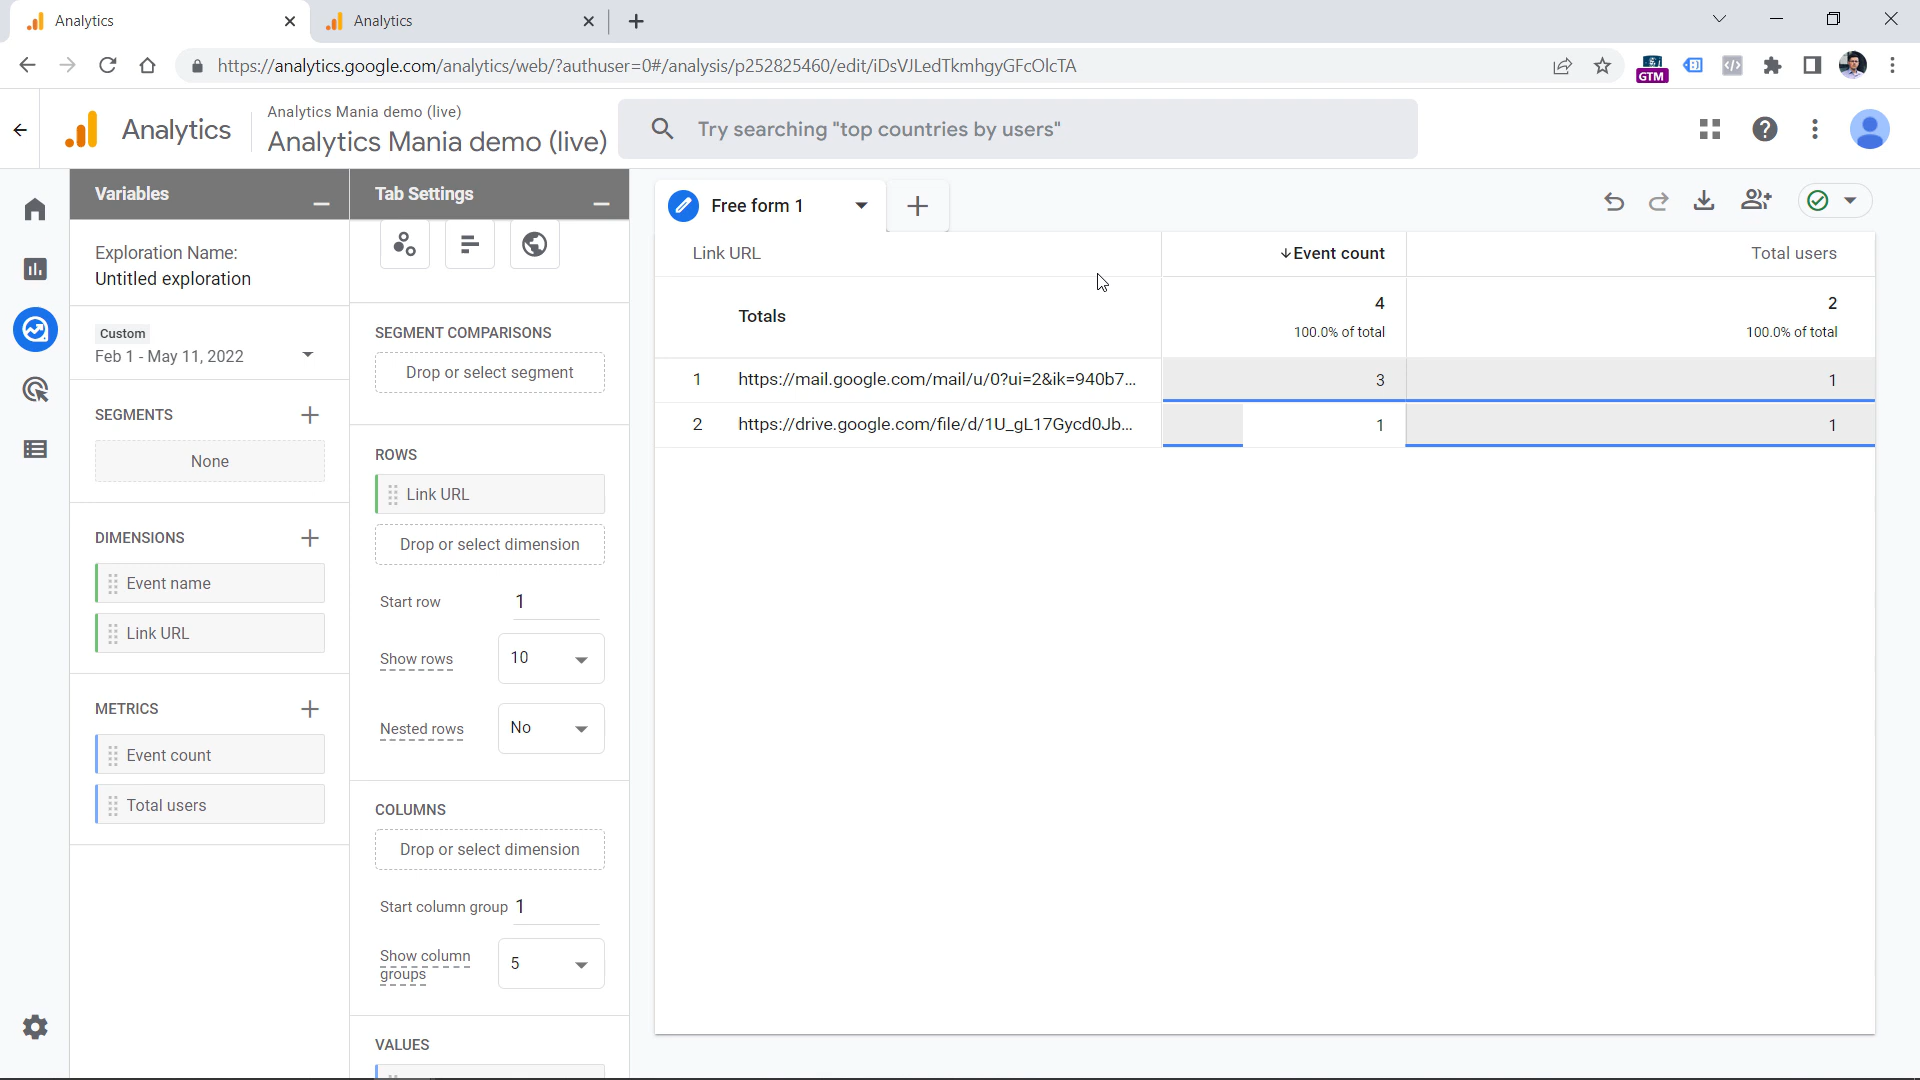 Analytics
Analytics
https://analytics.google.com/analytics/web/?authuser=0#/analysis/p252825460/edit/iDsVJLedTkmhgyGFcOlcTA
GTM
Analytics
Analytics Mania demo (live)
Analytics Mania demo (live)
Try searching "top countries by users"
Variables
Exploration Name:
Untitled exploration
Custom
Feb 1 - May 11, 2022
SEGMENTS
None
DIMENSIONS
Event name
Link URL
METRICS
Event count
Total users
Tab Settings
SEGMENT COMPARISONS
Drop or select segment
ROWS
Link URL
Drop or select dimension
Start row 1
Show rows 10
Nested rows No
COLUMNS
Drop or select dimension
Start column group 1
Show column
groups 5
VALUES
Free form 1
Link URL Event count Total users
Totals 4 2
100.0% of total 100.0% of total
1 https://mail.google.com/mail/u/0?ui=2&ik=940b7... 3 1
2 https://drive.google.com/file/d/1U_gL17Gycd0Jb... 1 1